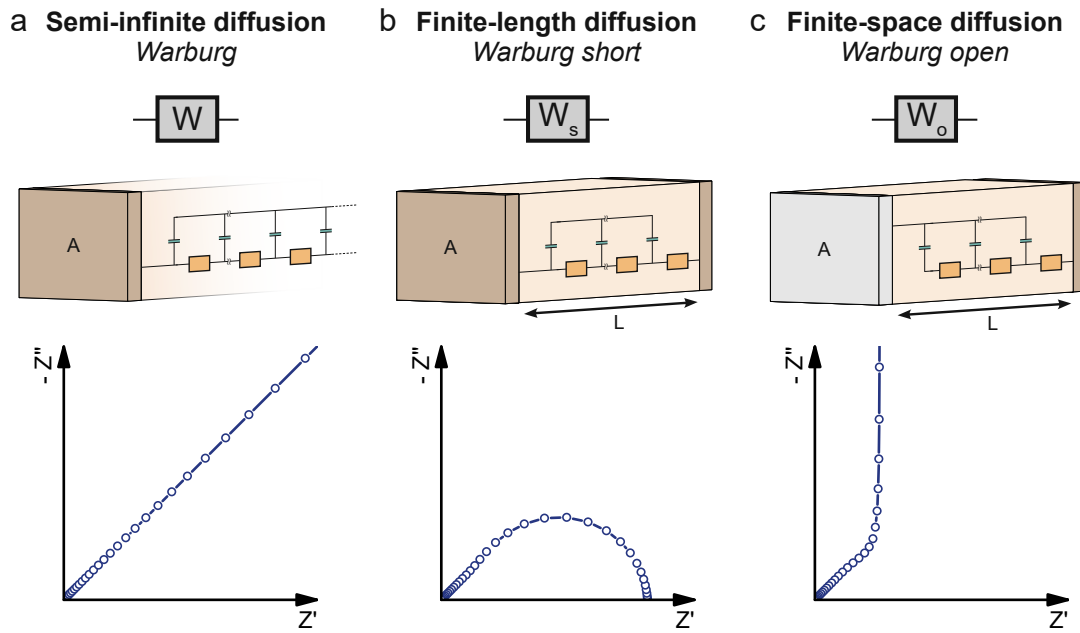 a Semi-infinite diffusion
Warburg
W
A
- Z"
Z'
b Finite-length diffusion
Warburg short
Ws
A
L
- Z"
Z'
c Finite-space diffusion
Warburg open
Wo
A
L
- Z"
Z'